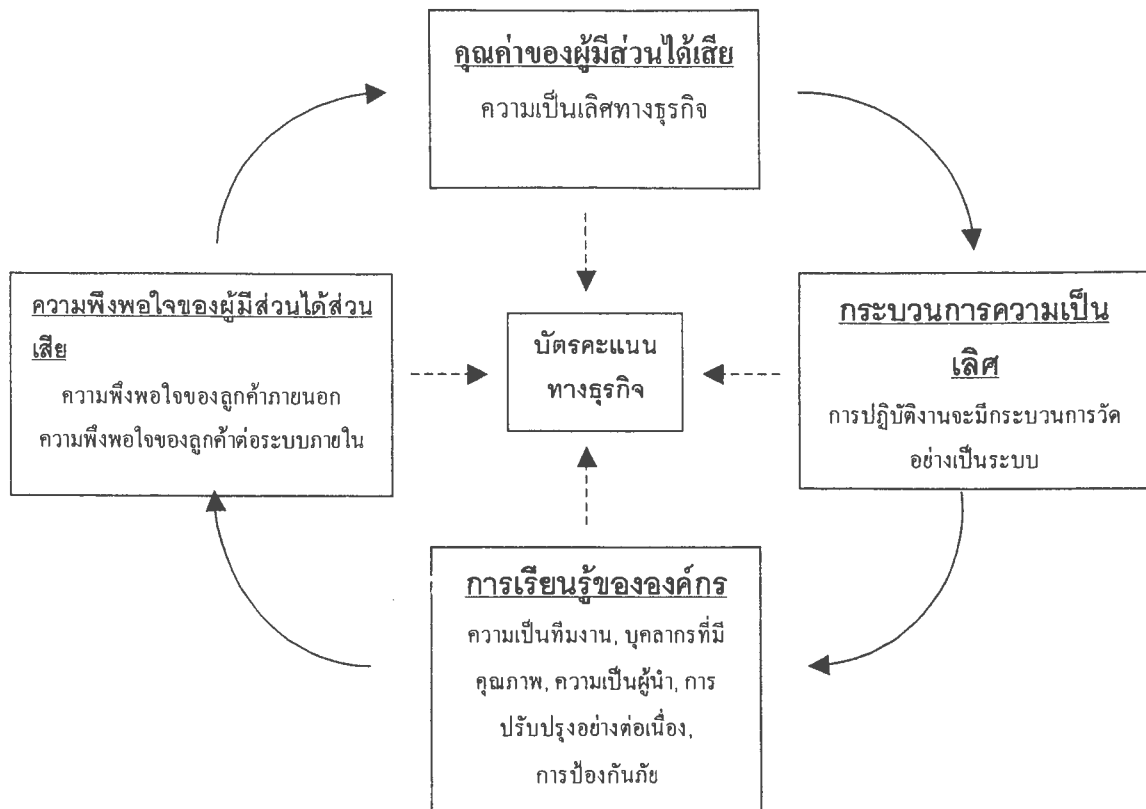 คุณค่าของผู้มีส่วนได้เสีย
ความเป็นเลิศทางธุรกิจ
ความพึงพอใจของผู้มีส่วนได้ส่วน
เสีย
ความพึงพอใจของลูกค้าภายนอก
ความพึงพอใจของลูกค้าต่อระบบภายใน
บัตรคะแนน
ทางธุรกิจ
กระบวนการความเป็น
เลิศ
การปฏิบัติงานจะมีกระบวนการวัด
อย่างเป็นระบบ
การเรียนรู้ขององค์กร
ความเป็นทีมงาน, บุคลากรที่มี
คุณภาพ, ความเป็นผู้นำ, การ
ปรับปรุงอย่างต่อเนื่อง,
การป้องกันภัย